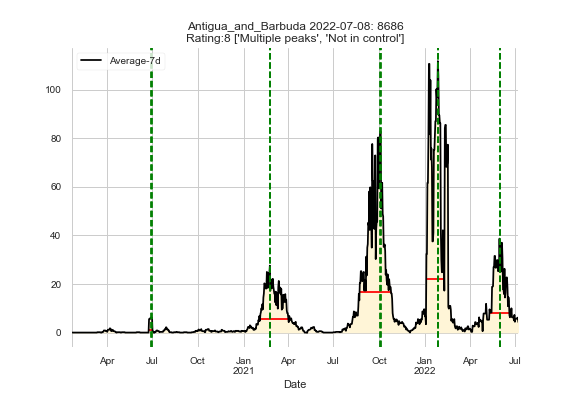 Antigua_and_Barbuda 2022-07-08: 8686
Rating:8 ['Multiple peaks', 'Not in control']
Average-7d
100
80
60
40
20
0
Apr Jul Oct Jan Apr Jul Oct Jan Apr Jul
2021 2022
Date